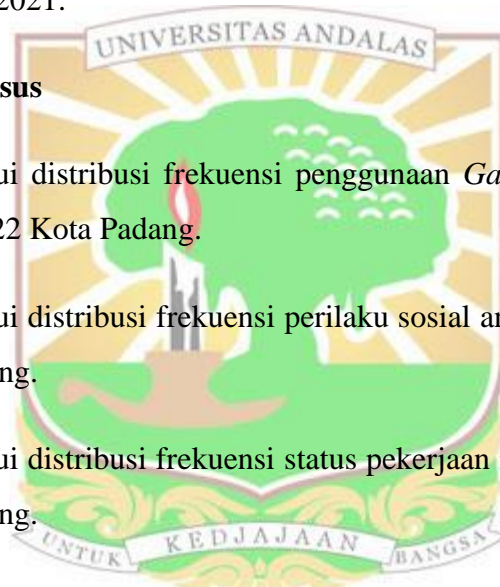 2021.
UNIVERSITAS ANDALAS
sus
ui distribusi frekuensi penggunaan Ga
22 Kota Padang.
ui distribusi frekuensi perilaku sosial an
ng.
ui distribusi frekuensi status pekerjaan
ng.
UNTUK KEDJAJAAN BANGSA